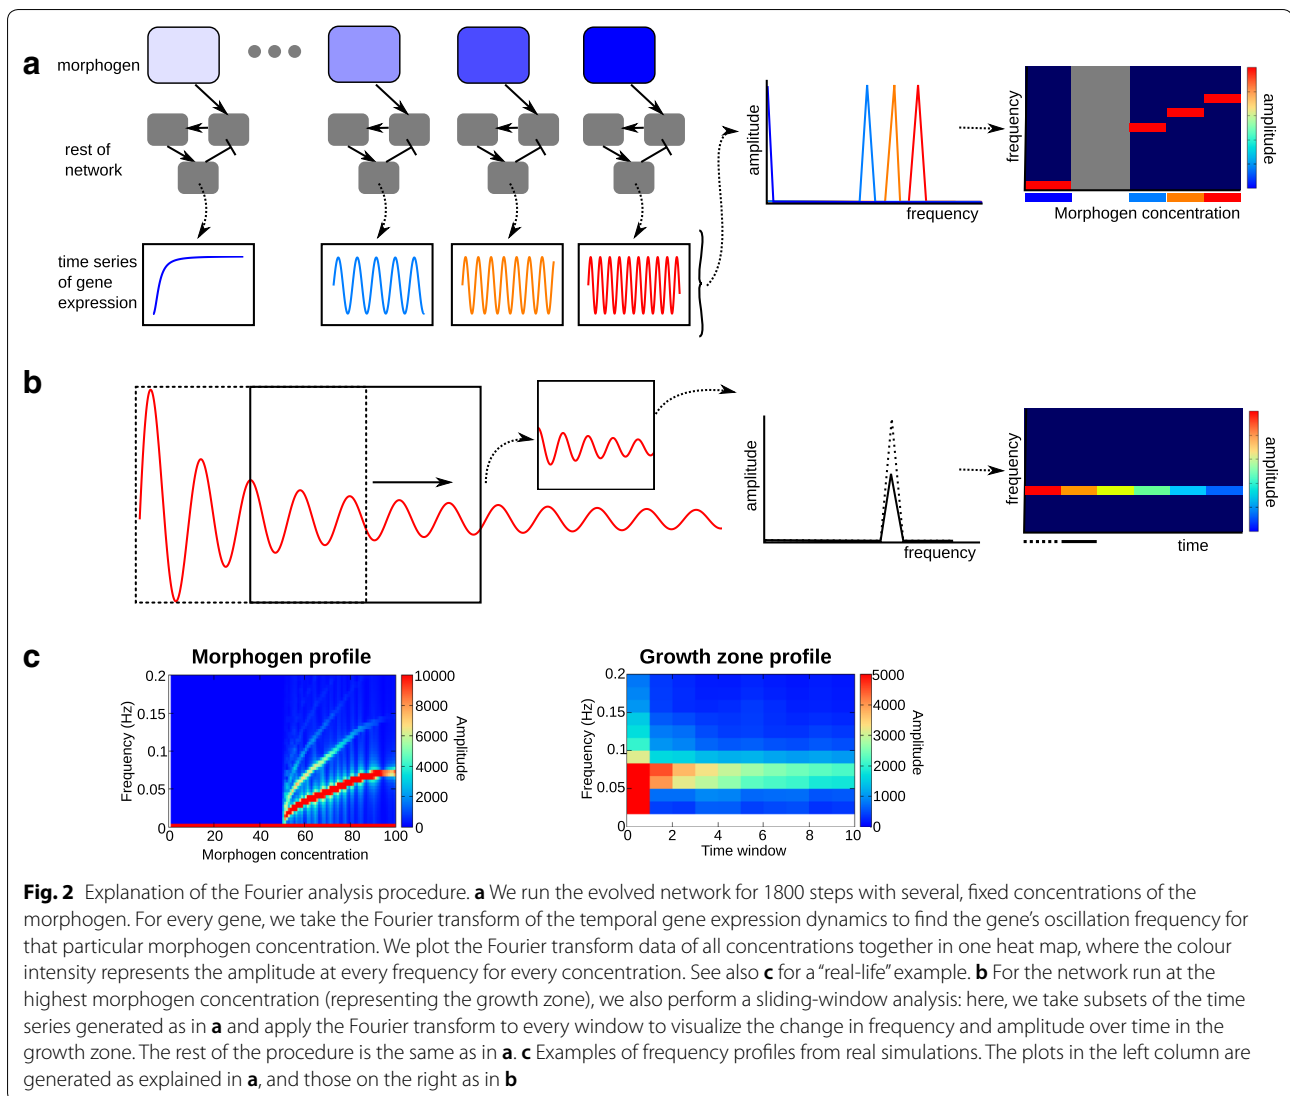 a
morphogen
rest of
network
time series
of gene
expression
amplitude
frequency
frequency
amplitude
Morphogen concentration
b
amplitude
frequency
frequency
amplitude
time
c
Morphogen profile
0.2
0.15
0.1
0.05
0
Frequency (Hz)
0 20 40 60 80 100
Morphogen concentration
10000
8000
6000
4000
2000
0
Amplitude
Growth zone profile
0.2
0.15
0.1
0.05
0
Frequency (Hz)
0 2 4 6 8 10
Time window
5000
4000
3000
2000
1000
0
Amplitude
Fig. 2 Explanation of the Fourier analysis procedure. a We run the evolved network for 1800 steps with several, fixed concentrations of the
morphogen. For every gene, we take the Fourier transform of the temporal gene expression dynamics to find the gene’s oscillation frequency for
that particular morphogen concentration. We plot the Fourier transform data of all concentrations together in one heat map, where the colour
intensity represents the amplitude at every frequency for every concentration. See also c for a “real-life” example. b For the network run at the
highest morphogen concentration (representing the growth zone), we also perform a sliding-window analysis: here, we take subsets of the time
series generated as in a and apply the Fourier transform to every window to visualize the change in frequency and amplitude over time in the
growth zone. The rest of the procedure is the same as in a. c Examples of frequency profiles from real simulations. The plots in the left column are
generated as explained in a, and those on the right as in b